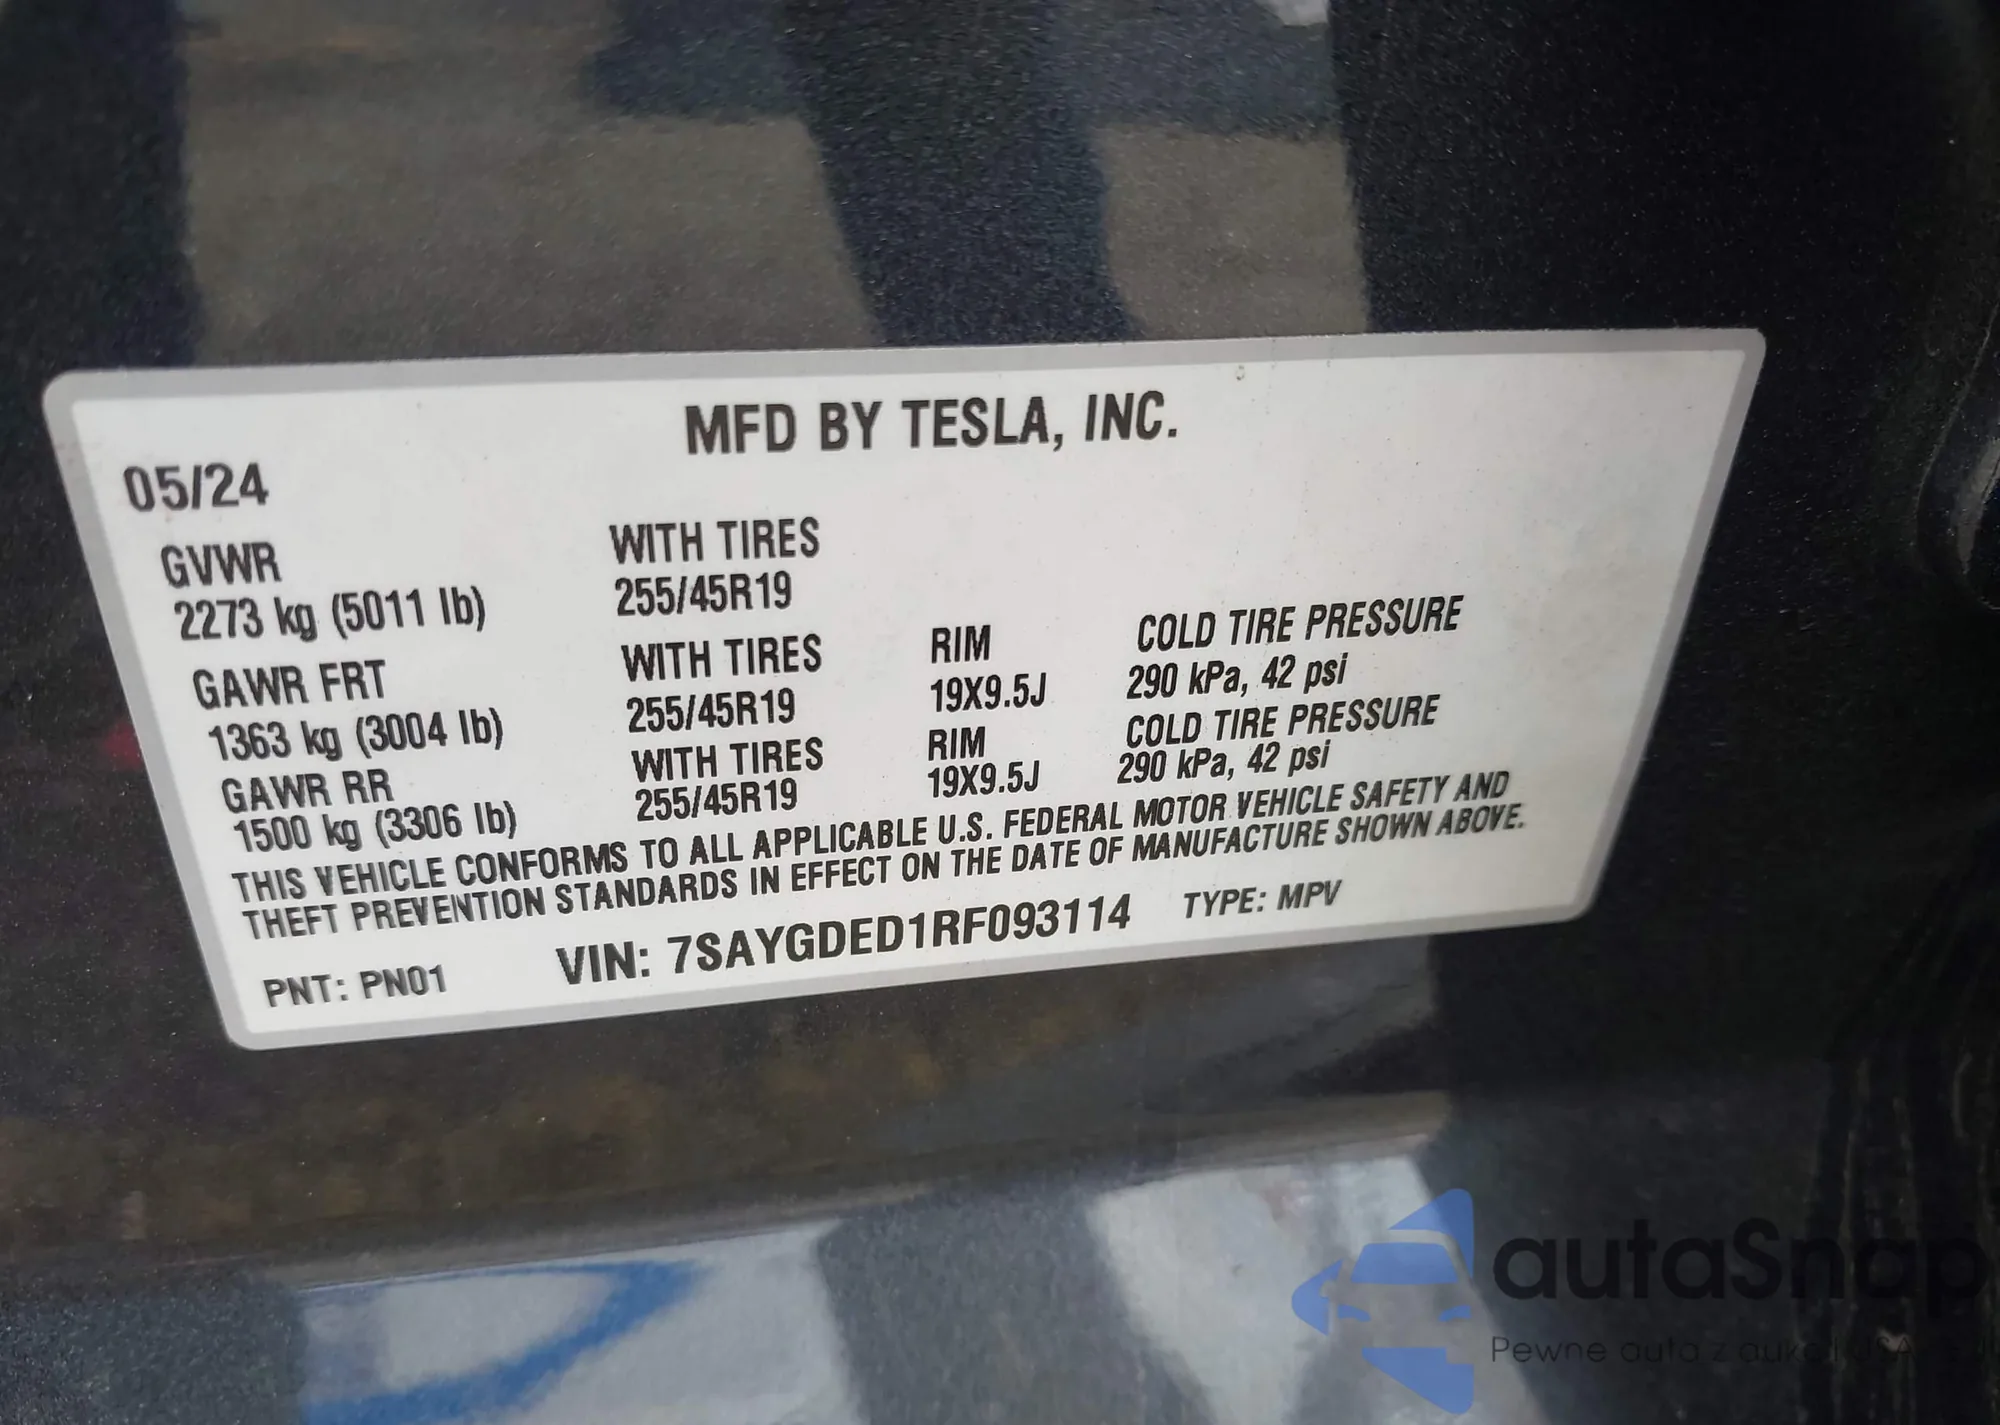 MFD BY TESLA, INC.
05/24
GVWR WITH TIRES
2273 kg (5011 lb) 255/45R19
GAWR FRT WITH TIRES RIM COLD TIRE PRESSURE
1363 kg (3004 lb) 255/45R19 19X9.5J 290 kPa, 42 psi
GAWR RR WITH TIRES RIM COLD TIRE PRESSURE
1500 kg (3306 lb) 255/45R19 19X9.5J 290 kPa, 42 psi
THIS VEHICLE CONFORMS TO ALL APPLICABLE U.S. FEDERAL MOTOR VEHICLE SAFETY AND
THEFT PREVENTION STANDARDS IN EFFECT ON THE DATE OF MANUFACTURE SHOWN ABOVE.
PNT: PN01 VIN: 7SAYGDED1RF093114 TYPE: MPV
autaSnap
Pewne auta z